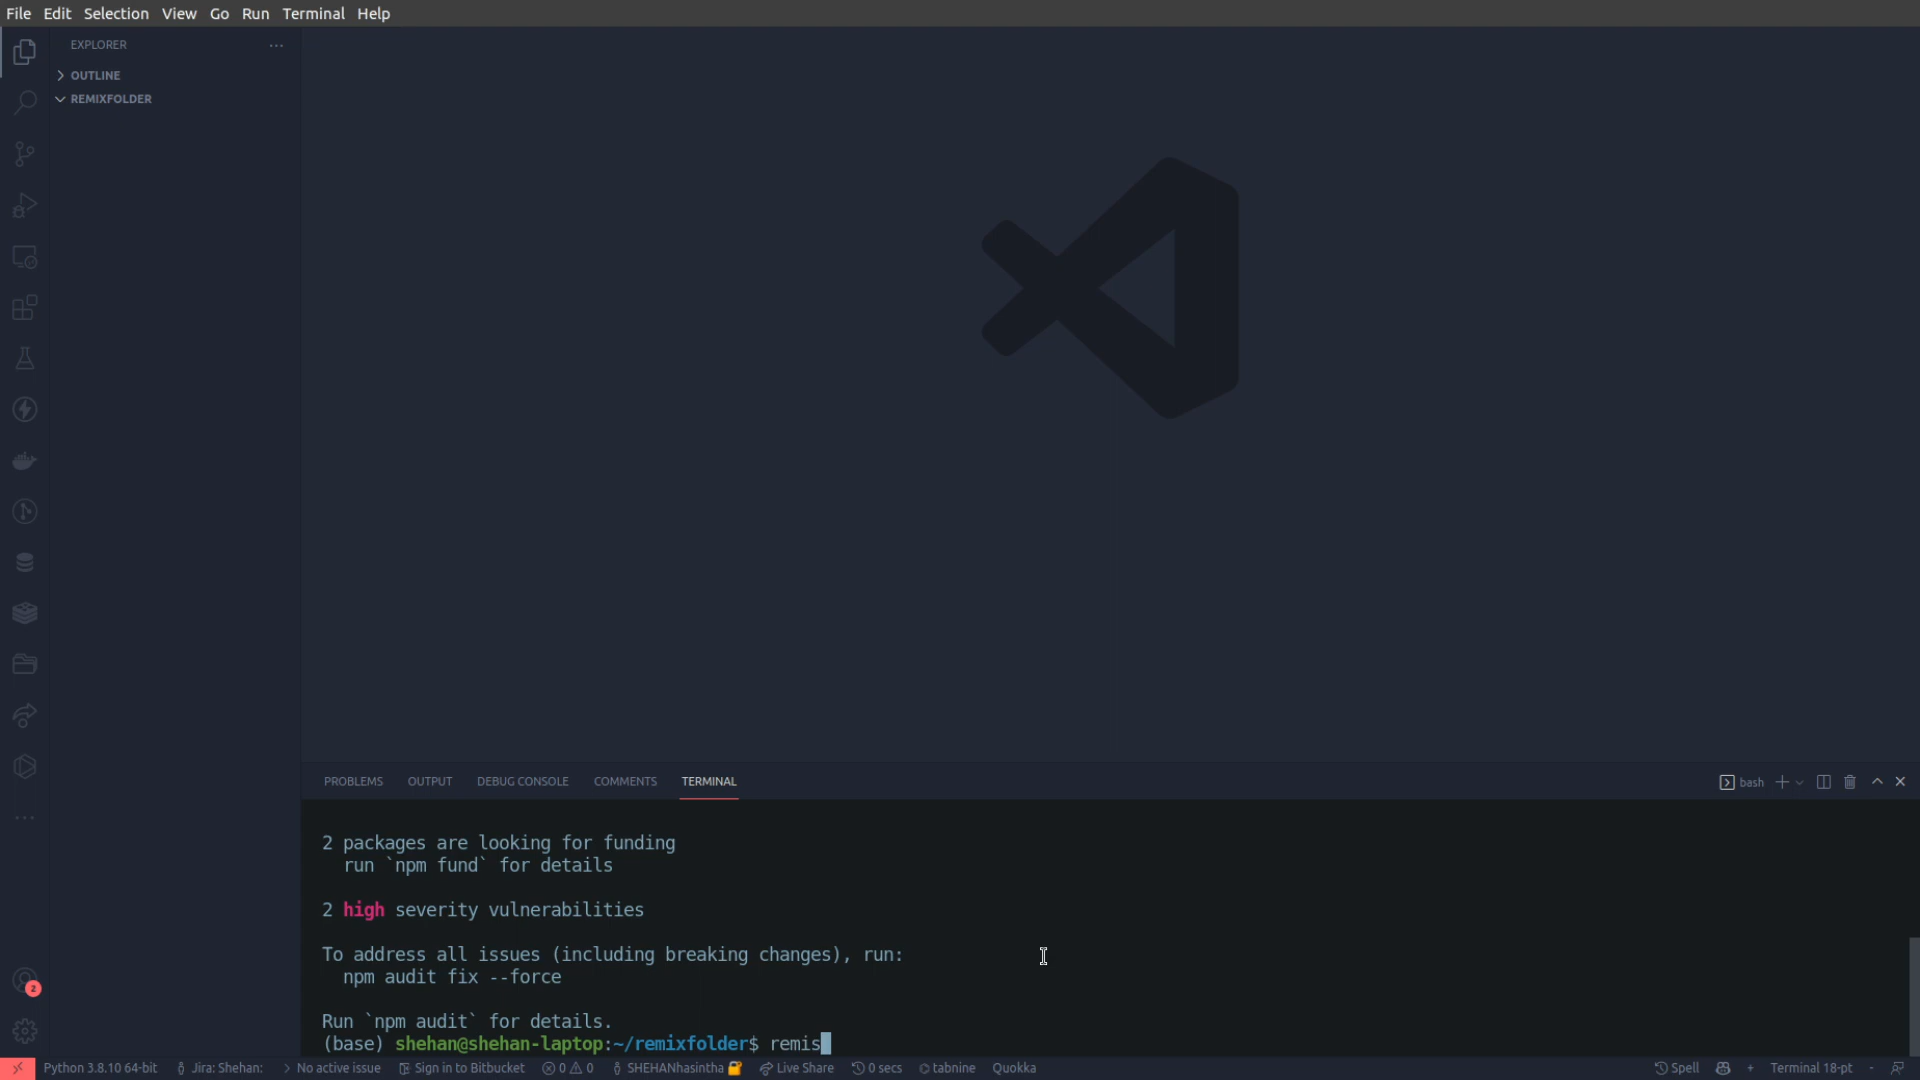 File Edit Selection View Go Run Terminal Help
EXPLORER
OUTLINE
REMIXFOLDER
PROBLEMS OUTPUT DEBUG CONSOLE COMMENTS TERMINAL
bash
2 packages are looking for funding
run `npm fund` for details
2 high severity vulnerabilities
To address all issues (including breaking changes), run:
npm audit fix --force
Run `npm audit` for details.
(base) shehan@shehan-laptop:~/remixfolder$ remis
2
Python 3.8.10 64-bit Jira: Shehan: No active issue Sign in to Bitbucket 0 0 SHEHANhasintha Live Share 0 secs tabnine Quokka Spell + Terminal 18-pt -